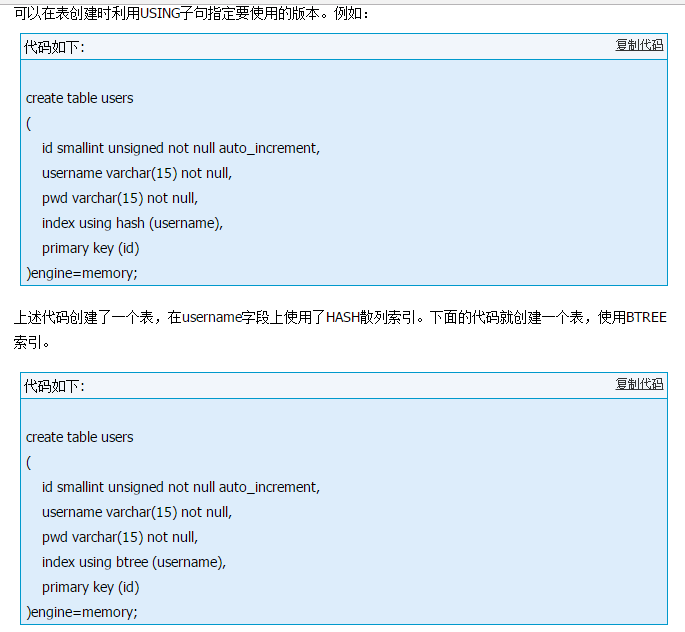 可以在表创建时利用USING子句指定要使用的版本。例如：
代码如下:
复制代码
create table users
(
id smallint unsigned not null auto_increment,
username varchar(15) not null,
pwd varchar(15) not null,
index using hash (username),
primary key (id)
)engine=memory;
上述代码创建了一个表，在username字段上使用了HASH散列索引。下面的代码就创建一个表，使用BTREE
索引。
代码如下:
复制代码
create table users
(
id smallint unsigned not null auto_increment,
username varchar(15) not null,
pwd varchar(15) not null,
index using btree (username),
primary key (id)
)engine=memory;